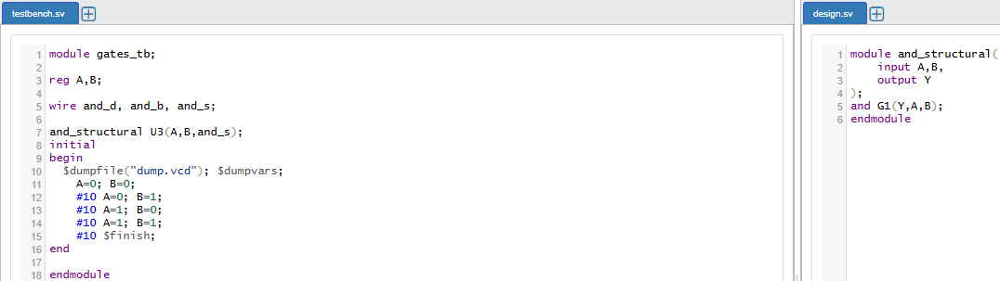 testbench.sv
1 module gates_tb;
2
3 reg A,B;
4
5 wire and_d, and_b, and_s;
6
7 and_structural U3(A,B,and_s);
8 initial
9 begin
10   $dumpfile("dump.vcd"); $dumpvars;
11     A=0; B=0;
12     #10 A=0; B=1;
13     #10 A=1; B=0;
14     #10 A=1; B=1;
15     #10 $finish;
16 end
17
18 endmodule
design.sv
1 module and_structural(
2     input A,B,
3     output Y
4 );
5 and G1(Y,A,B);
6 endmodule